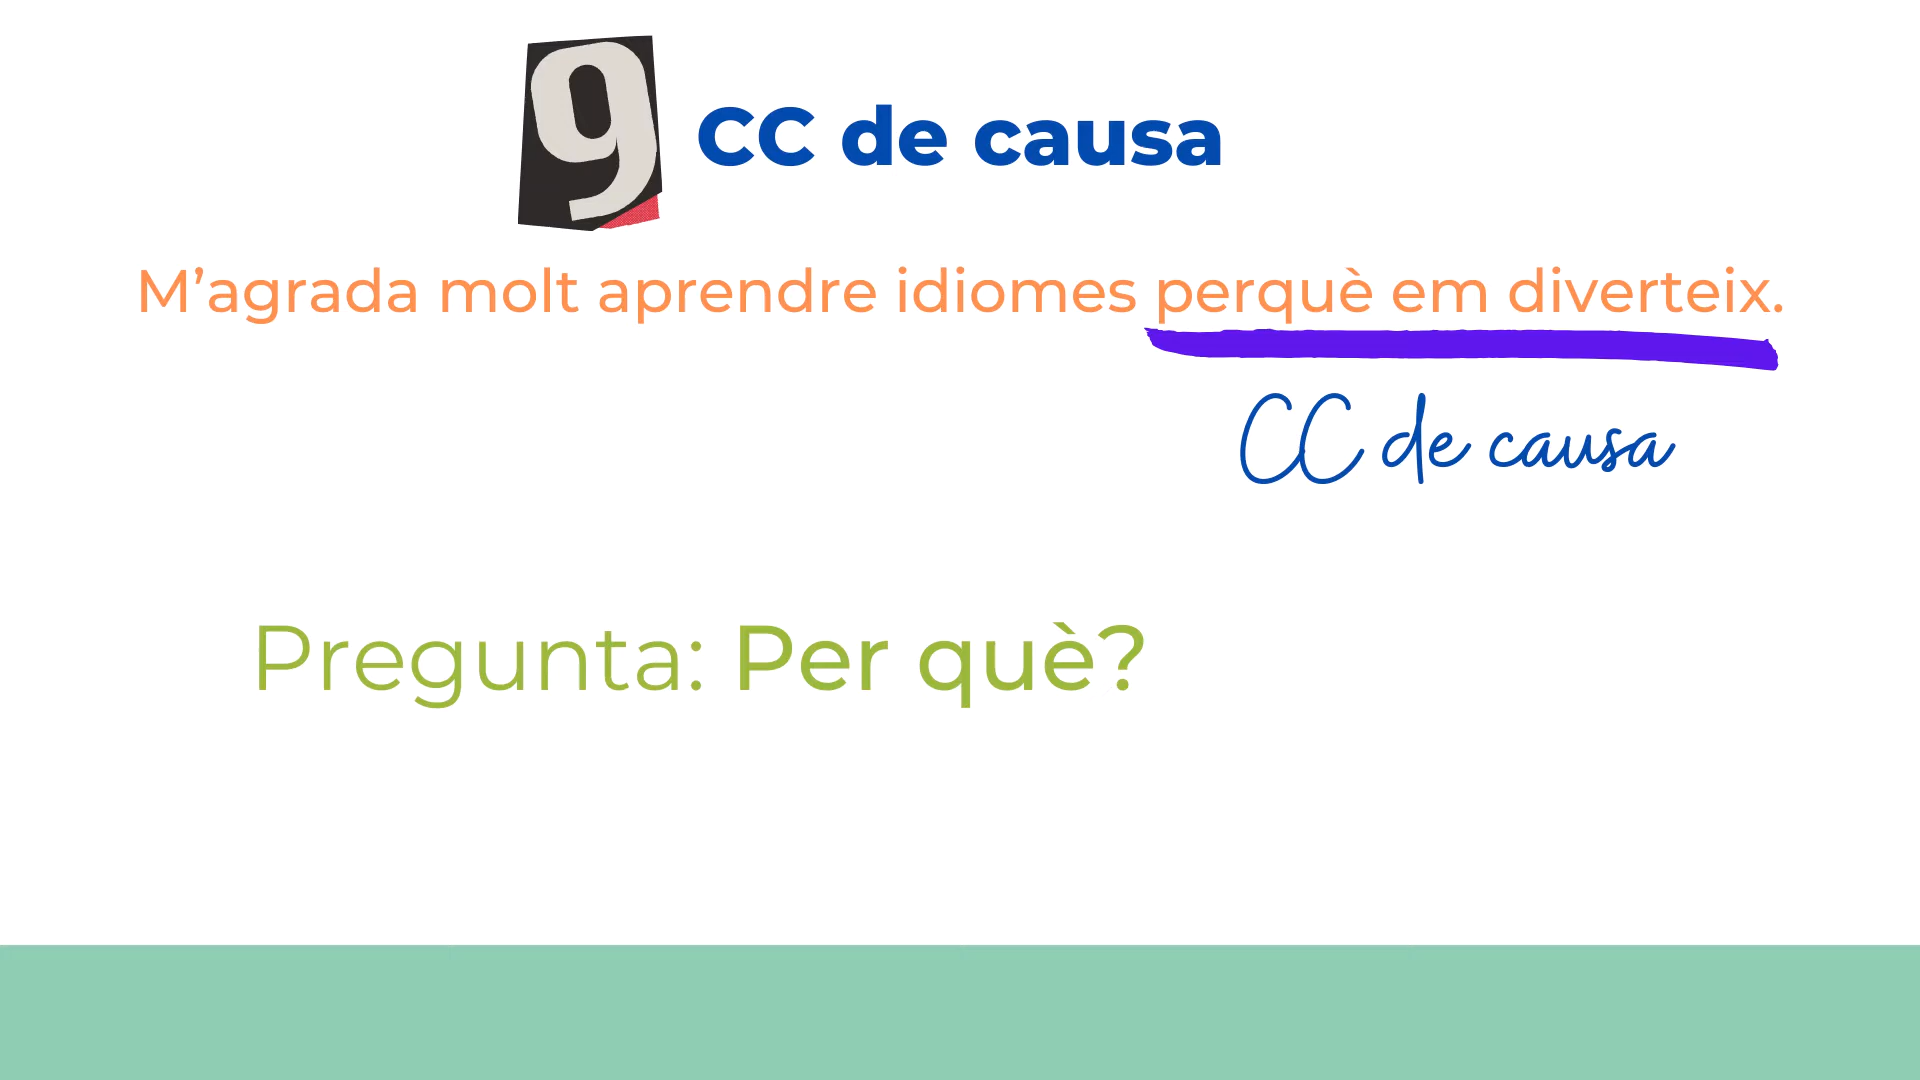 9 CC de causa
M’agrada molt aprendre idiomes perquè em diverteix.
CC de causa
Pregunta: Per què?